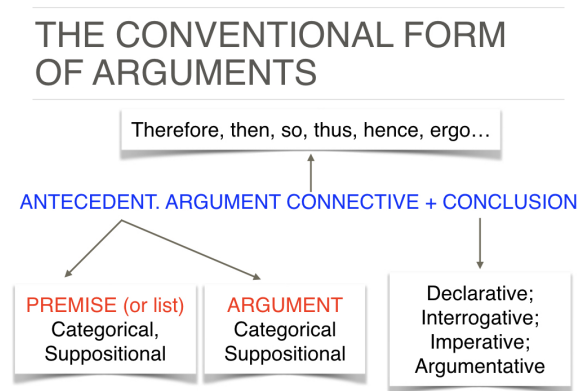 THE CONVENTIONAL FORM
OF ARGUMENTS
Therefore, then, so, thus, hence, ergo…
ANTECEDENT. ARGUMENT CONNECTIVE + CONCLUSION
PREMISE (or list)
Categorical,
Suppositional
ARGUMENT
Categorical
Suppositional
Declarative;
Interrogative;
Imperative;
Argumentative